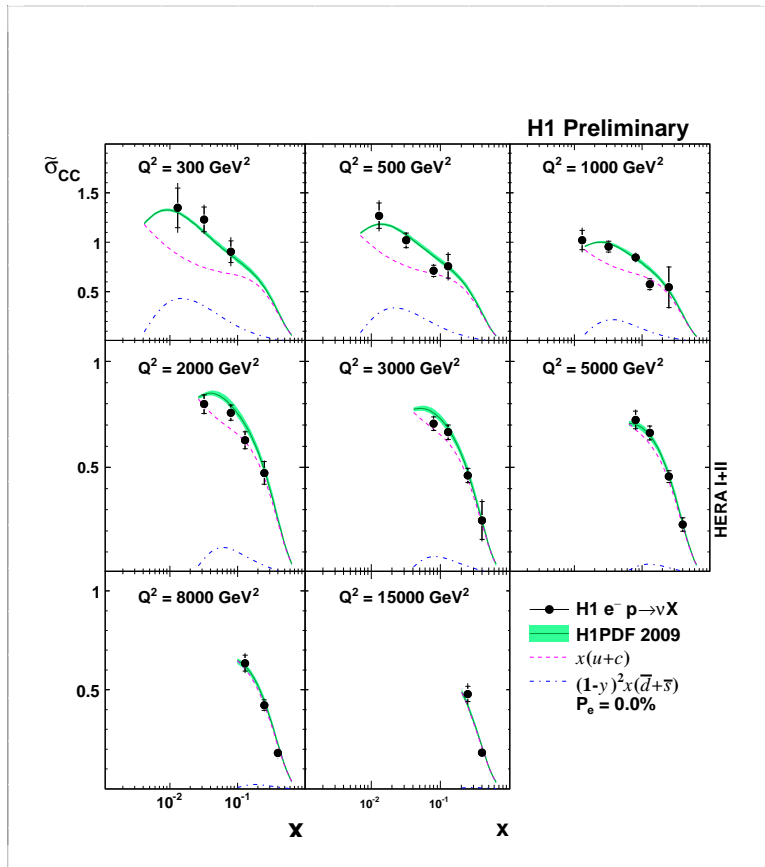 H1 Preliminary
σ̃CC
Q² = 300 GeV²
Q² = 500 GeV²
Q² = 1000 GeV²
1.5
1
0.5
Q² = 2000 GeV²
Q² = 3000 GeV²
Q² = 5000 GeV²
1
0.5
HERA I+II
Q² = 8000 GeV²
Q² = 15000 GeV²
1
0.5
H1 e⁻ p→νX
H1PDF 2009
x(u+c)
(1-y)²x(d̅+s̅)
Pₑ = 0.0%
10⁻² 10⁻¹
10⁻² 10⁻¹
x
x